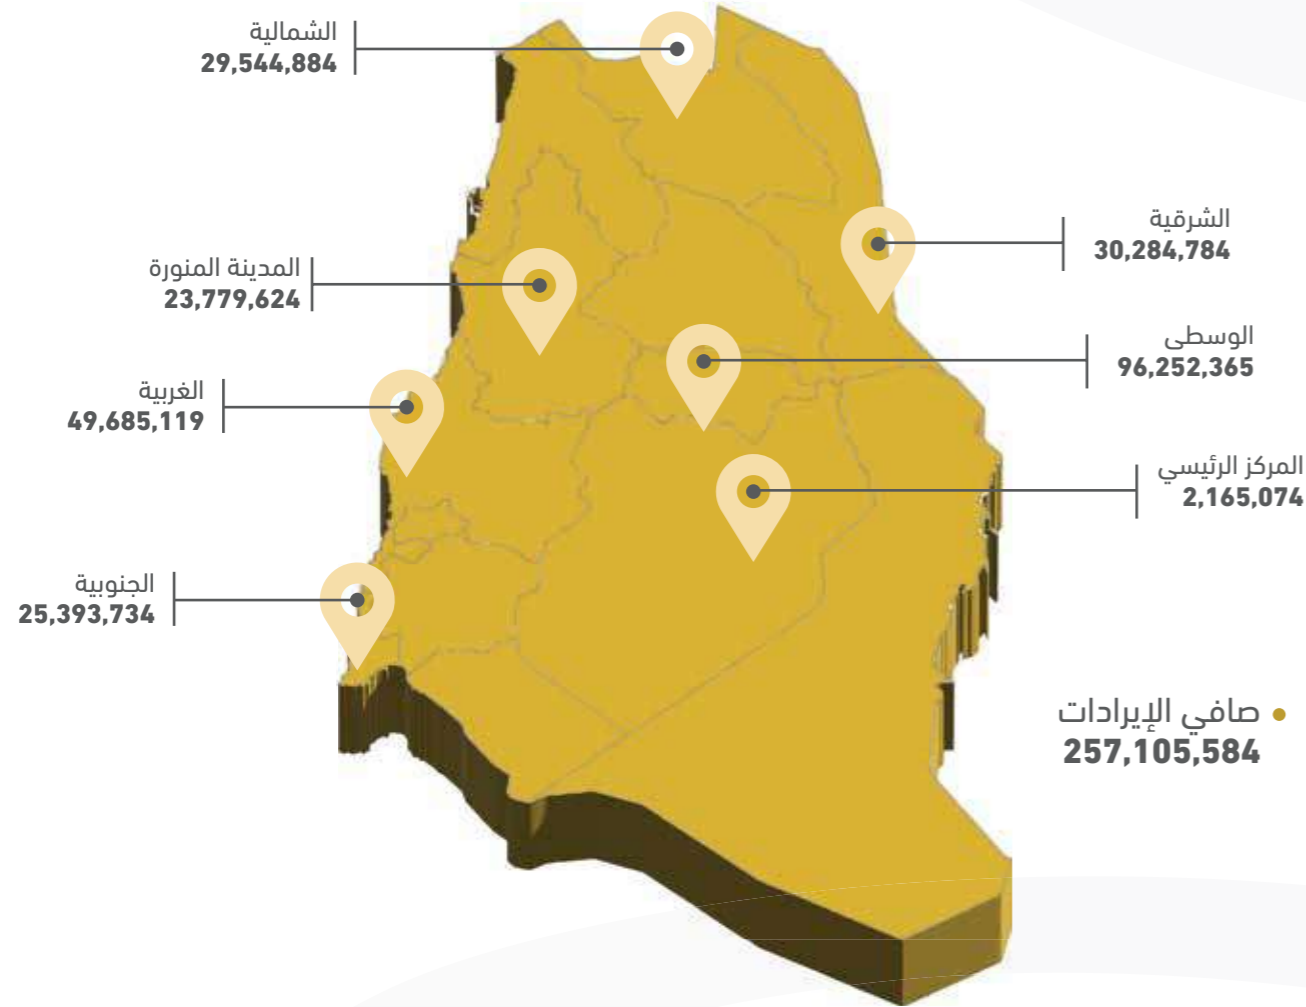 الشمالية
29,544,884
الشرقية
30,284,784
المدينة المنورة
23,779,624
الوسطى
96,252,365
الغربية
49,685,119
المركز الرئيسي
2,165,074
الجنوبية
25,393,734
• صافي الإيرادات
257,105,584